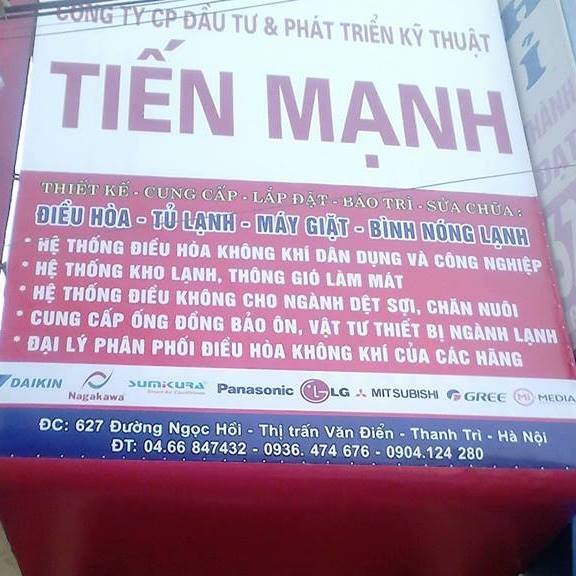 CÔNG TY CP ĐẦU TƯ & PHÁT TRIỂN KỸ THUẬT
TIẾN MẠNH
THIẾT KẾ - CUNG CẤP - LẮP ĐẶT - BẢO TRÌ - SỬA CHỮA :
ĐIỀU HÒA - TỦ LẠNH - MÁY GIẶT - BÌNH NÓNG LẠNH
* HỆ THỐNG ĐIỀU HÒA KHÔNG KHÍ DÂN DỤNG VÀ CÔNG NGHIỆP
* HỆ THỐNG KHO LẠNH, THÔNG GIÓ LÀM MÁT
* HỆ THỐNG ĐIỀU KHÔNG CHO NGÀNH DỆT SỢI, CHĂN NUÔI
* CUNG CẤP ỐNG ĐỒNG BẢO ÔN, VẬT TƯ THIẾT BỊ NGÀNH LẠNH
* ĐẠI LÝ PHÂN PHỐI ĐIỀU HÒA KHÔNG KHÍ CỦA CÁC HÃNG
DAIKIN Nagakawa SUMIKURA Smart Air Conditioner Panasonic LG MITSUBISHI GREE MEDIA
ĐC: 627 Đường Ngọc Hồi - Thị trấn Văn Điển - Thanh Trì - Hà Nội
ĐT: 04.66 847432 - 0936. 474 676 - 0904.124 280